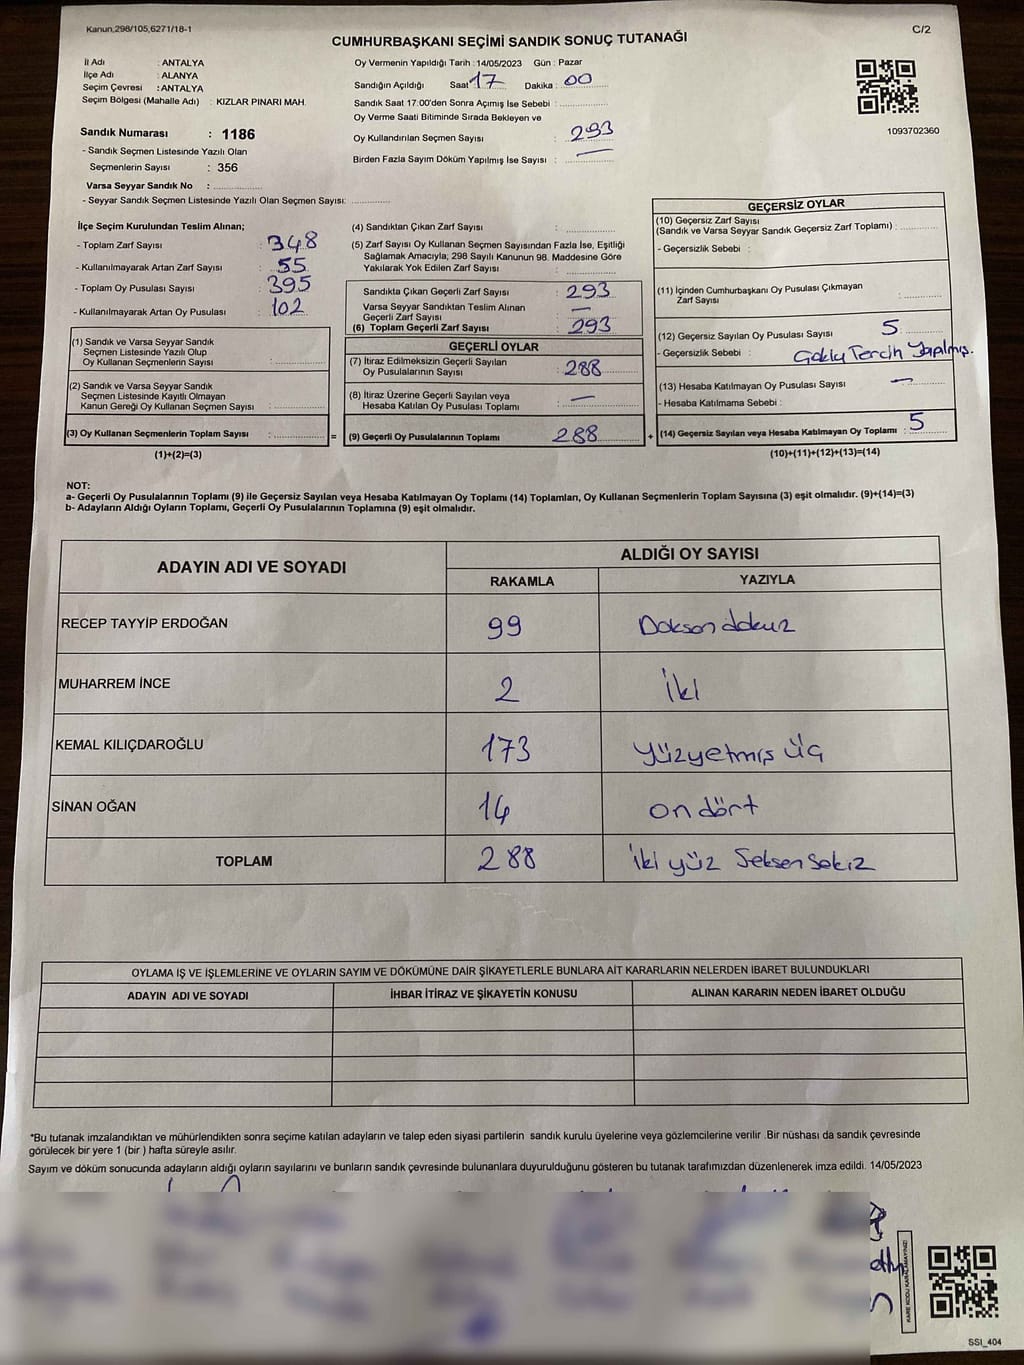 Kanun,298/105,6271/18-1
C/2
CUMHURBAŞKANI SEÇİMİ SANDIK SONUÇ TUTANAĞI
İl Adı : ANTALYA
İlçe Adı : ALANYA
Seçim Çevresi : ANTALYA
Seçim Bölgesi (Mahalle Adı) : KIZLAR PINARI MAH.
Sandık Numarası : 1186
- Sandık Seçmen Listesinde Yazılı Olan
Seçmenlerin Sayısı : 356
Varsa Seyyar Sandık No :
- Seyyar Sandık Seçmen Listesinde Yazılı Olan Seçmen Sayısı:
Oy Vermenin Yapıldığı Tarih : 14/05/2023 Gün : Pazar
Sandığın Açıldığı Saat 17 Dakika : 00
Sandık Saat 17:00'den Sonra Açımış İse Sebebi :
Oy Verme Saati Bitiminde Sırada Bekleyen ve
Oy Kullandırılan Seçmen Sayısı : 293
Birden Fazla Sayım Döküm Yapılmış İse Sayısı : —
1093702360
İlçe Seçim Kurulundan Teslim Alınan;
- Toplam Zarf Sayısı : 348
- Kullanılmayarak Artan Zarf Sayısı : 55
- Toplam Oy Pusulası Sayısı : 395
- Kullanılmayarak Artan Oy Pusulası : 102
(1) Sandık ve Varsa Seyyar Sandık
Seçmen Listesinde Yazılı Olup
Oy Kullanan Seçmenlerin Sayısı :
(2) Sandık ve Varsa Seyyar Sandık
Seçmen Listesinde Kayıtlı Olmayan
Kanun Gereği Oy Kullanan Seçmen Sayısı :
(3) Oy Kullanan Seçmenlerin Toplam Sayısı : =
(1)+(2)=(3)
(4) Sandıktan Çıkan Zarf Sayısı :
(5) Zarf Sayısı Oy Kullanan Seçmen Sayısından Fazla İse, Eşitliği
Sağlamak Amacıyla; 298 Sayılı Kanunun 98. Maddesine Göre
Yakılarak Yok Edilen Zarf Sayısı :
Sandıkta Çıkan Geçerli Zarf Sayısı : 293
Varsa Seyyar Sandıktan Teslim Alınan
Geçerli Zarf Sayısı : —
(6) Toplam Geçerli Zarf Sayısı : 293
GEÇERLİ OYLAR
(7) İtiraz Edilmeksizin Geçerli Sayılan
Oy Pusulalarının Sayısı : 288
(8) İtiraz Üzerine Geçerli Sayılan veya
Hesaba Katılan Oy Pusulası Toplamı : —
(9) Geçerli Oy Pusulalarının Toplamı 288 +
GEÇERSİZ OYLAR
(10) Geçersiz Zarf Sayısı
(Sandık ve Varsa Seyyar Sandık Geçersiz Zarf Toplamı) :
- Geçersizlik Sebebi :
(11) İçinden Cumhurbaşkanı Oy Pusulası Çıkmayan
Zarf Sayısı :
(12) Geçersiz Sayılan Oy Pusulası Sayısı : 5
- Geçersizlik Sebebi : Tercih Yapılmış.
(13) Hesaba Katılmayan Oy Pusulası Sayısı : —
- Hesaba Katılmama Sebebi :
(14) Geçersiz Sayılan veya Hesaba Katılmayan Oy Toplamı : 5
(10)+(11)+(12)+(13)=(14)
NOT:
a- Geçerli Oy Pusulalarının Toplamı (9) ile Geçersiz Sayılan veya Hesaba Katılmayan Oy Toplamı (14) Toplamları, Oy Kullanan Seçmenlerin Toplam Sayısına (3) eşit olmalıdır. (9)+(14)=(3)
b- Adayların Aldığı Oyların Toplamı, Geçerli Oy Pusulalarının Toplamına (9) eşit olmalıdır.
ADAYIN ADI VE SOYADI
ALDIĞI OY SAYISI
RAKAMLA YAZIYLA
RECEP TAYYİP ERDOĞAN 99 Doksan dokuz
MUHARREM İNCE 2 İki
KEMAL KILIÇDAROĞLU 173 Yüzyetmiş üç
SİNAN OĞAN 14 on dört
TOPLAM 288 iki yüz Seksen Sekiz
OYLAMA İŞ VE İŞLEMLERİNE VE OYLARIN SAYIM VE DÖKÜMÜNE DAİR ŞİKAYETLERLE BUNLARA AİT KARARLARIN NELERDEN İBARET BULUNDUKLARI
ADAYIN ADI VE SOYADI İHBAR İTİRAZ VE ŞİKAYETİN KONUSU ALINAN KARARIN NEDEN İBARET OLDUĞU
*Bu tutanak imzalandıktan ve mühürlendikten sonra seçime katılan adayların ve talep eden siyasi partilerin sandık kurulu üyelerine veya gözlemcilerine verilir .Bir nüshası da sandık çevresinde
görülecek bir yere 1 (bir ) hafta süreyle asılır.
Sayım ve döküm sonucunda adayların aldığı oyların sayılarını ve bunların sandık çevresinde bulunanlara duyurulduğunu gösteren bu tutanak tarafımızdan düzenlenerek imza edildi. 14/05/2023
KARE KODU KARALAMAYINIZ!
SSI_404